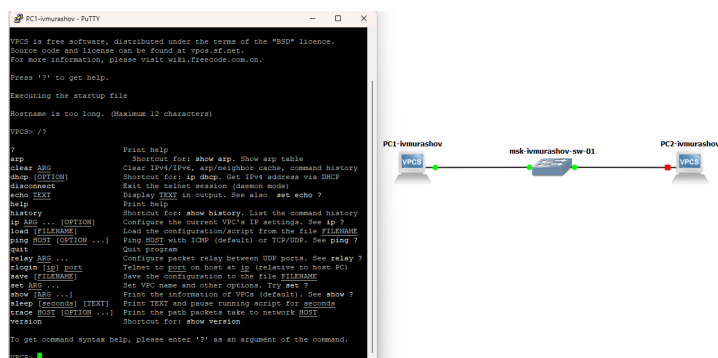 PC1-ivmurashov - PuTTY
VPCS is free software, distributed under the terms of the "BSD" licence.
Source code and license can be found at vpcs.sf.net.
For more information, please visit wiki.freecode.com.cn.
Press '?' to get help.
Executing the startup file
Hostname is too long. (Maximum 12 characters)
VPCS> /?
? Print help
arp Shortcut for: show arp. Show arp table
clear ARG Clear IPv4/IPv6, arp/neighbor cache, command history
dhcp [OPTION] Shortcut for: ip dhcp. Get IPv4 address via DHCP
disconnect Exit the telnet session (daemon mode)
echo TEXT Display TEXT in output. See also set echo ?
help Print help
history Shortcut for: show history. List the command history
ip ARG ... [OPTION] Configure the current VPC's IP settings. See ip ?
load [FILENAME] Load the configuration/script from the file FILENAME
ping HOST [OPTION ...] Ping HOST with ICMP (default) or TCP/UDP. See ping ?
quit Quit program
relay ARG ... Configure packet relay between UDP ports. See relay ?
rlogin [ip] port Telnet to port on host at ip (relative to host PC)
save [FILENAME] Save the configuration to the file FILENAME
set ARG ... Set VPC name and other options. Try set ?
show [ARG ...] Print the information of VPCs (default). See show ?
sleep [seconds] [TEXT] Print TEXT and pause running script for seconds
trace HOST [OPTION ...] Print the path packets take to network HOST
version Shortcut for: show version
To get command syntax help, please enter '?' as an argument of the command.
VPCS>
PC1-ivmurashov
VPCS
msk-ivmurashov-sw-01
PC2-ivmurashov
VPCS